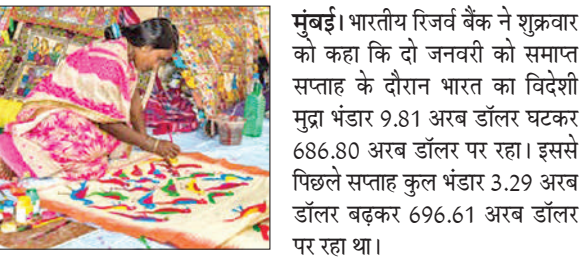 मुंबई। भारतीय रिजर्व बैंक ने शुक्रवार
को कहा कि दो जनवरी को समाप्त
सप्ताह के दौरान भारत का विदेशी
मुद्रा भंडार 9.81 अरब डॉलर घटकर
686.80 अरब डॉलर पर रहा। इससे
पिछले सप्ताह कुल भंडार 3.29 अरब
डॉलर बढ़कर 696.61 अरब डॉलर
पर रहा था।